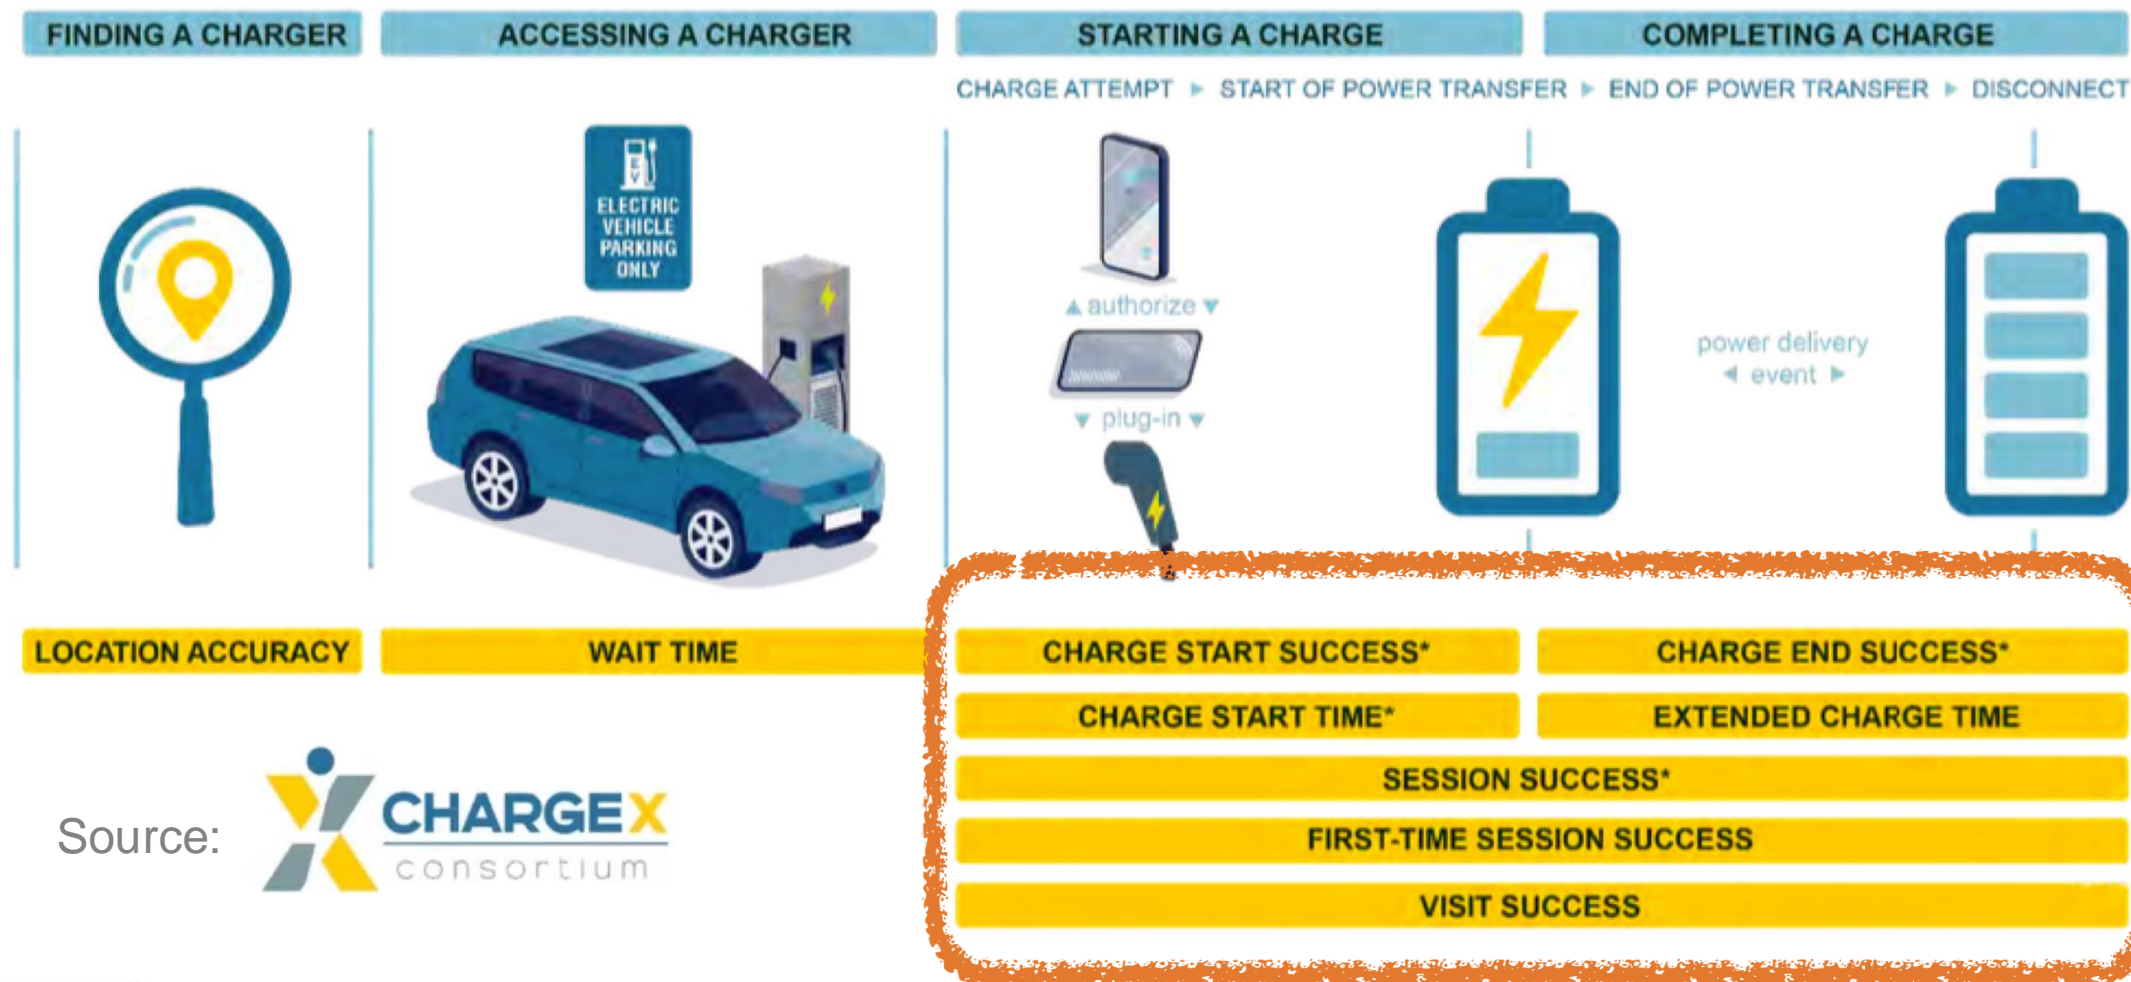 FINDING A CHARGER
ACCESSING A CHARGER
STARTING A CHARGE
COMPLETING A CHARGE
CHARGE ATTEMPT ▶ START OF POWER TRANSFER ▶ END OF POWER TRANSFER ▶ DISCONNECT
EV
ELECTRIC
VEHICLE
PARKING
ONLY
▲ authorize ▼
▼ plug-in ▼
power delivery
◀ event ▶
LOCATION ACCURACY
WAIT TIME
CHARGE START SUCCESS*
CHARGE END SUCCESS*
CHARGE START TIME*
EXTENDED CHARGE TIME
SESSION SUCCESS*
FIRST-TIME SESSION SUCCESS
VISIT SUCCESS
Source:
CHARGEX
consortium